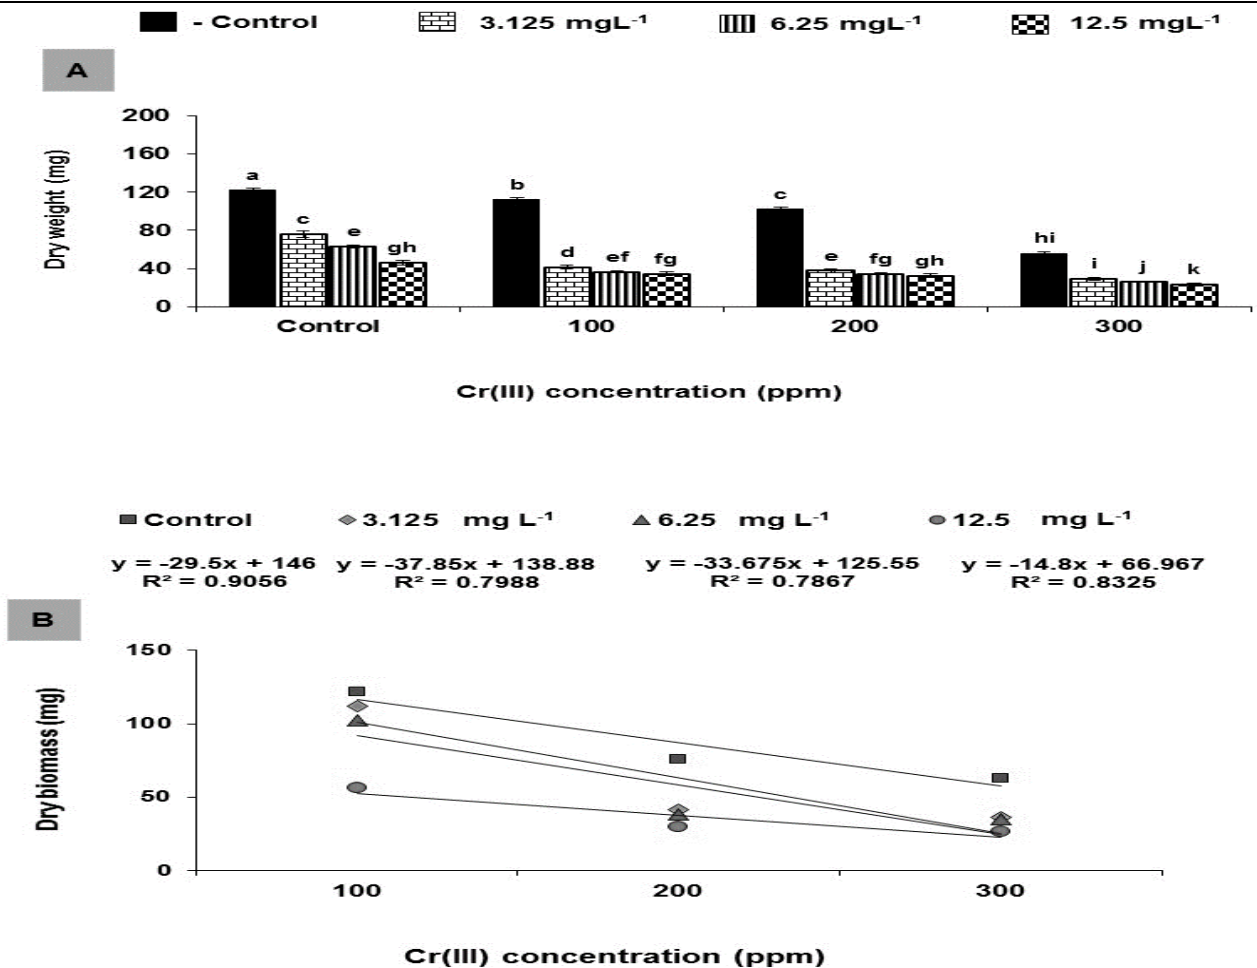 - Control 3.125 mgL-1 6.25 mgL-1 12.5 mgL-1
A
Dry weight (mg)
200
160
120
80
40
0
a c e gh b d ef fg c e fg gh hi i j k
Control 100 200 300
Cr(III) concentration (ppm)
Control 3.125 mg L-1 6.25 mg L-1 12.5 mg L-1
y = -29.5x + 146 y = -37.85x + 138.88 y = -33.675x + 125.55 y = -14.8x + 66.967
R² = 0.9056 R² = 0.7988 R² = 0.7867 R² = 0.8325
B
Dry biomass (mg)
150
100
50
0
100 200 300
Cr(III) concentration (ppm)